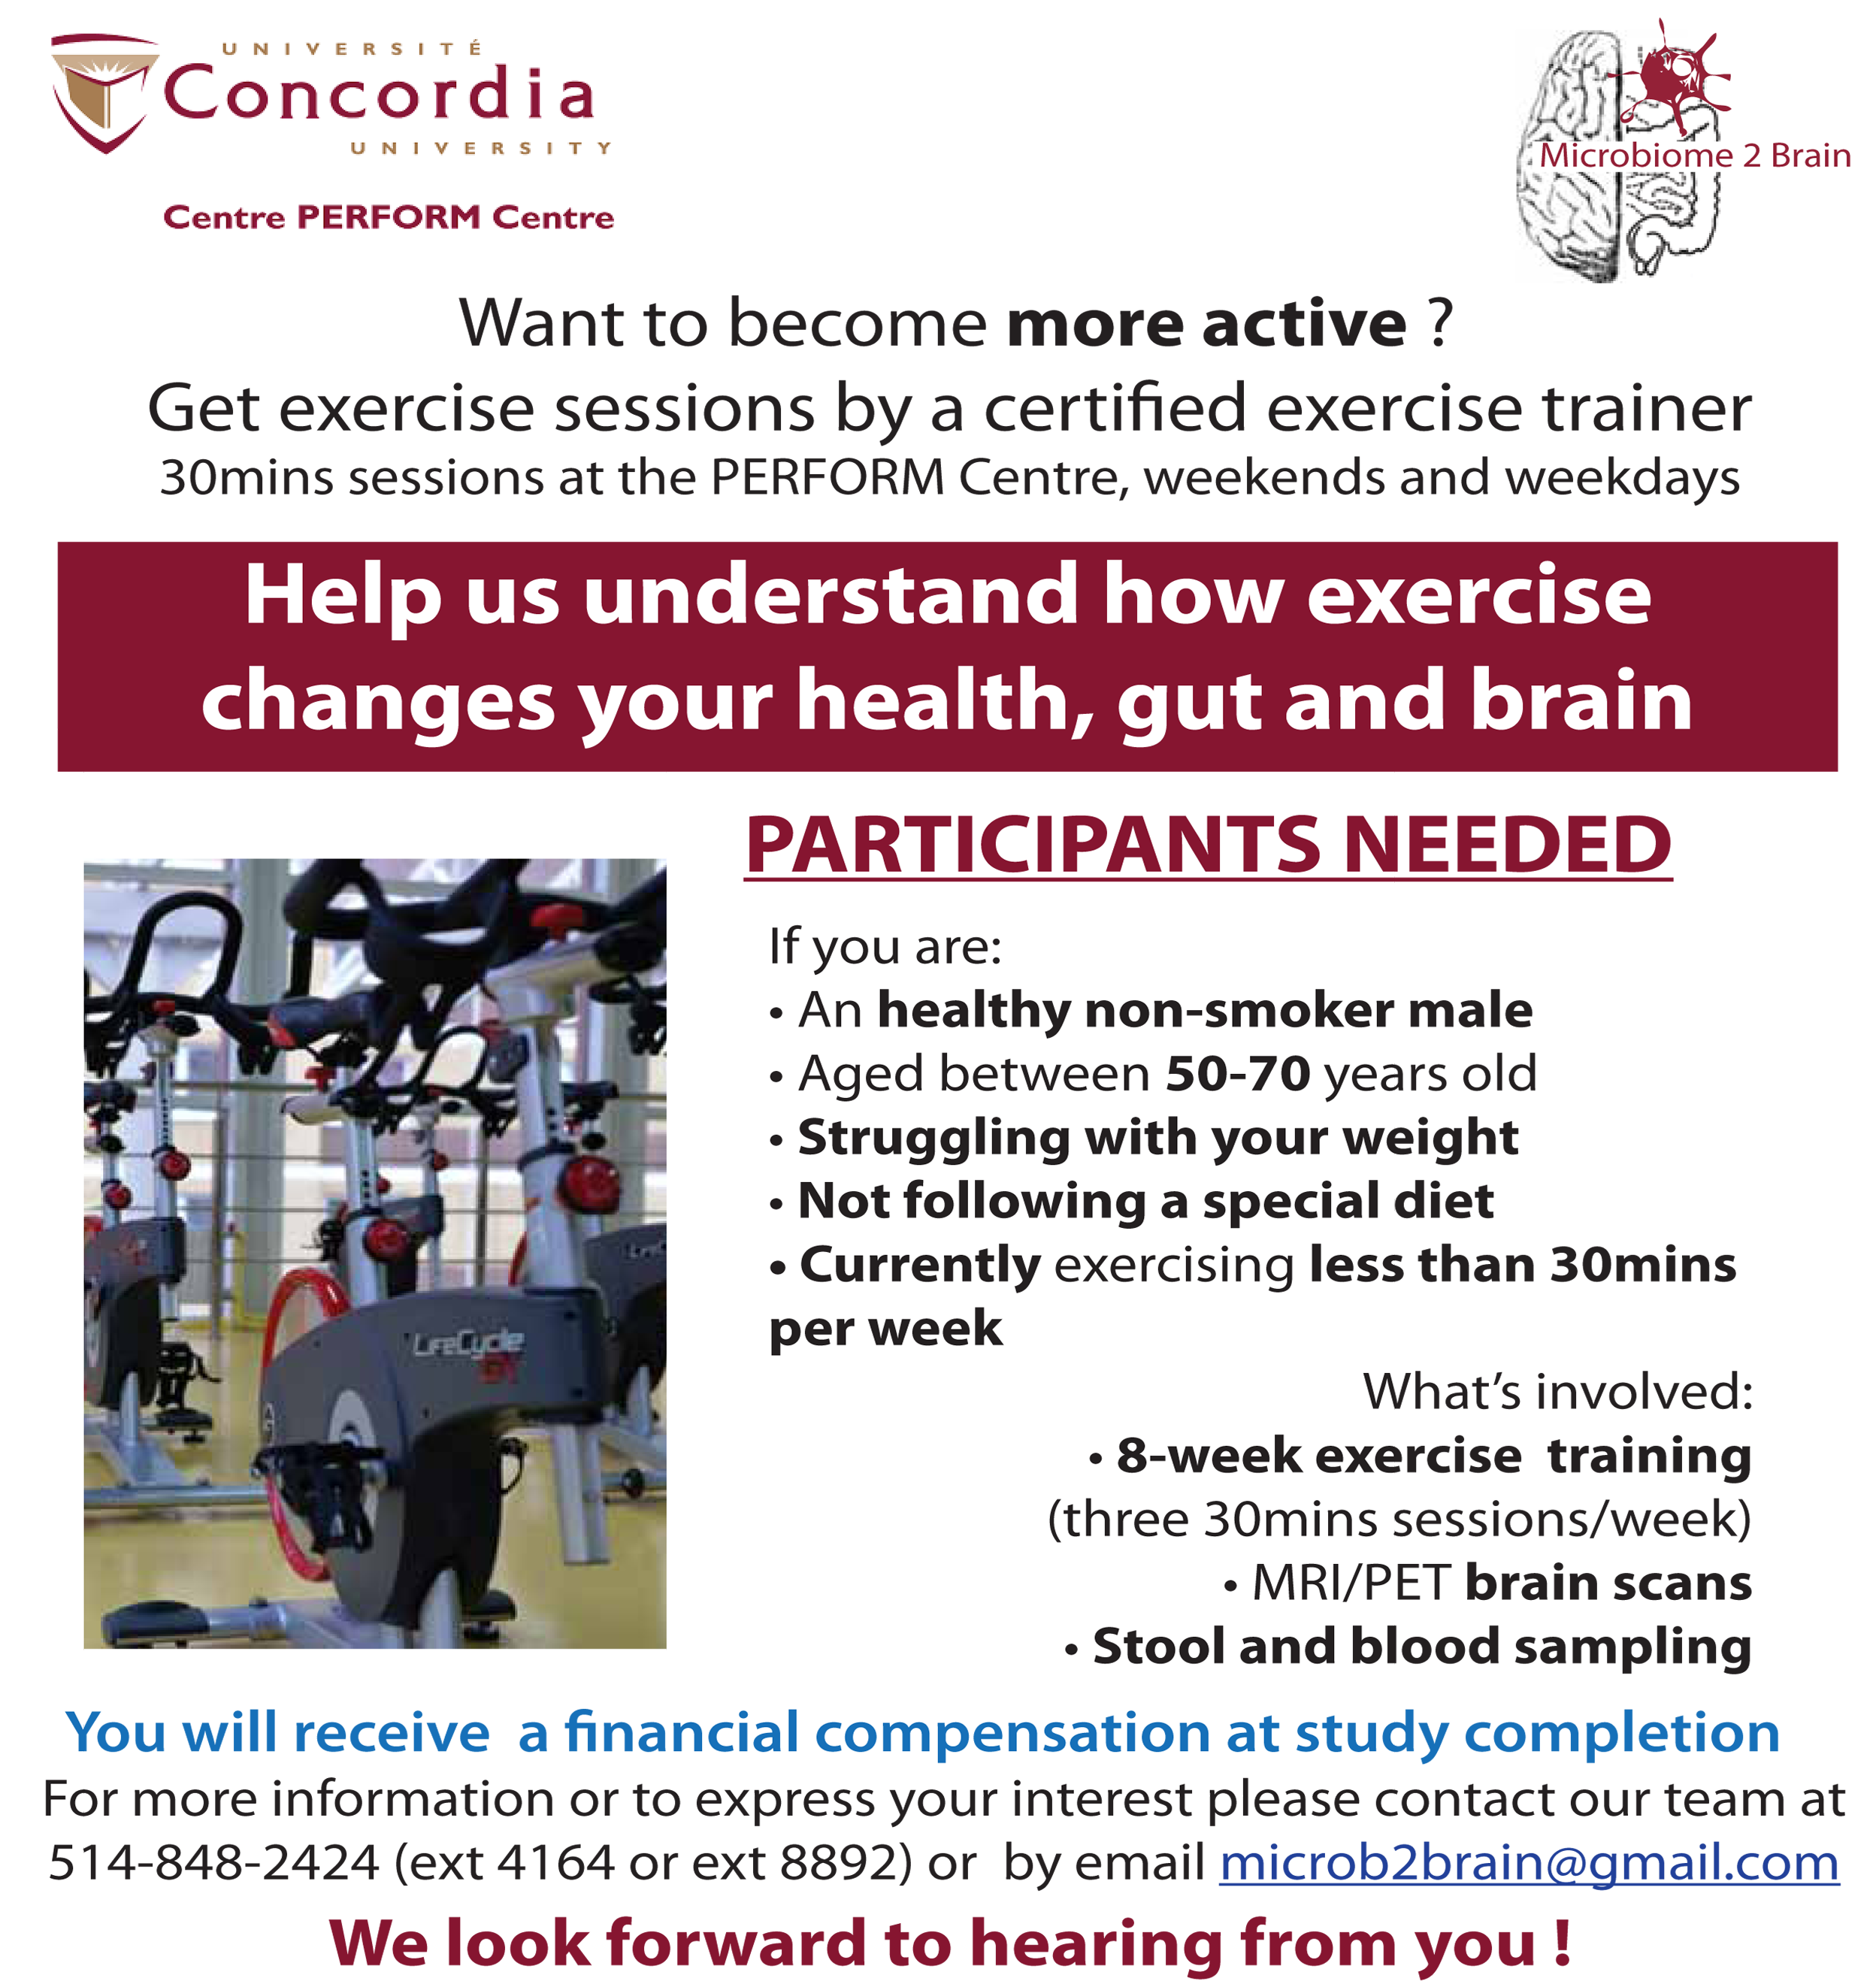 UNIVERSITÉ
Concordia
UNIVERSITY
Centre PERFORM Centre
Microbiome 2 Brain
Want to become more active ?
Get exercise sessions by a certified exercise trainer
30mins sessions at the PERFORM Centre, weekends and weekdays
Help us understand how exercise
changes your health, gut and brain
PARTICIPANTS NEEDED
If you are:
• An healthy non-smoker male
• Aged between 50-70 years old
• Struggling with your weight
• Not following a special diet
• Currently exercising less than 30mins
per week
LifeCycle
GX
What's involved:
• 8-week exercise  training
(three 30mins sessions/week)
• MRI/PET brain scans
• Stool and blood sampling
You will receive  a financial compensation at study completion
For more information or to express your interest please contact our team at
514-848-2424 (ext 4164 or ext 8892) or  by email microb2brain@gmail.com
We look forward to hearing from you !